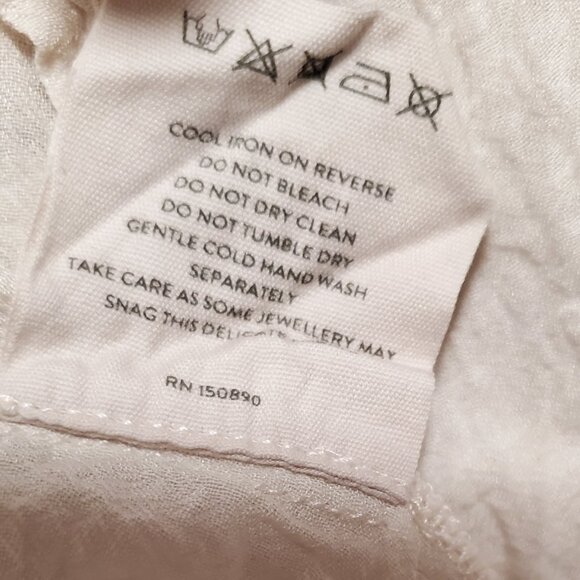 COOL IRON ON REVERSE
DO NOT BLEACH
DO NOT DRY CLEAN
DO NOT TUMBLE DRY
GENTLE COLD HAND WASH
SEPARATELY
TAKE CARE AS SOME JEWELLERY MAY
SNAG THIS
RN 150890